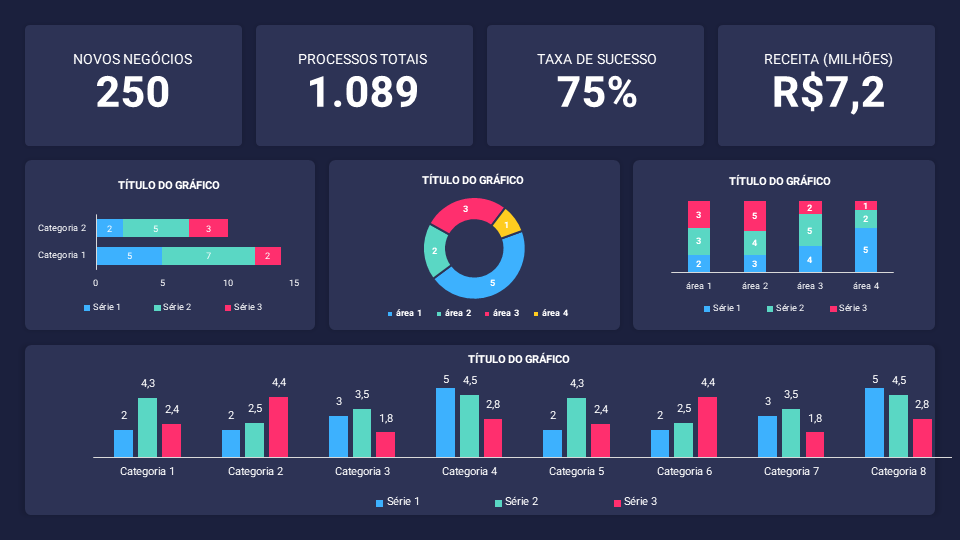 NOVOS NEGÓCIOS
250
PROCESSOS TOTAIS
1.089
TAXA DE SUCESSO
75%
RECEITA (MILHÕES)
R$7,2
TÍTULO DO GRÁFICO
Categoria 2 2 5 3
Categoria 1 5 7 2
0 5 10 15
Série 1 Série 2 Série 3
TÍTULO DO GRÁFICO
3
1
2
5
área 1 área 2 área 3 área 4
TÍTULO DO GRÁFICO
3 5 2 1
3 4 5 2
2 3 4 5
área 1 área 2 área 3 área 4
Série 1 Série 2 Série 3
TÍTULO DO GRÁFICO
2 4,3 2,4 2 2,5 4,4 3 3,5 1,8 5 4,5 2,8 2 4,3 2,4 2 2,5 4,4 3 3,5 1,8 5 4,5 2,8
Categoria 1 Categoria 2 Categoria 3 Categoria 4 Categoria 5 Categoria 6 Categoria 7 Categoria 8
Série 1 Série 2 Série 3